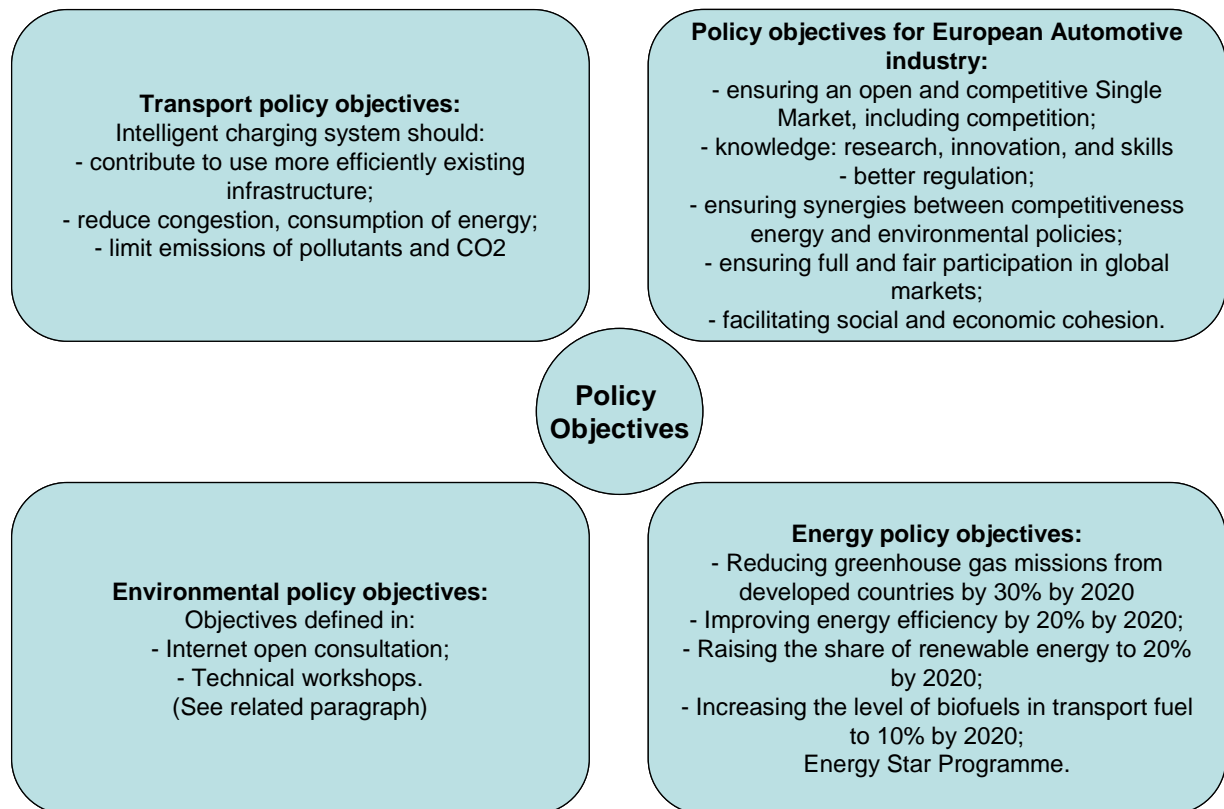 Transport policy objectives:
Intelligent charging system should:
- contribute to use more efficiently existing
infrastructure;
- reduce congestion, consumption of energy;
- limit emissions of pollutants and CO2
Policy objectives for European Automotive
industry:
- ensuring an open and competitive Single
Market, including competition;
- knowledge: research, innovation, and skills
- better regulation;
- ensuring synergies between competitiveness
energy and environmental policies;
- ensuring full and fair participation in global
markets;
- facilitating social and economic cohesion.
Policy
Objectives
Environmental policy objectives:
Objectives defined in:
- Internet open consultation;
- Technical workshops.
(See related paragraph)
Energy policy objectives:
- Reducing greenhouse gas missions from
developed countries by 30% by 2020
- Improving energy efficiency by 20% by 2020;
- Raising the share of renewable energy to 20%
by 2020;
- Increasing the level of biofuels in transport fuel
to 10% by 2020;
Energy Star Programme.